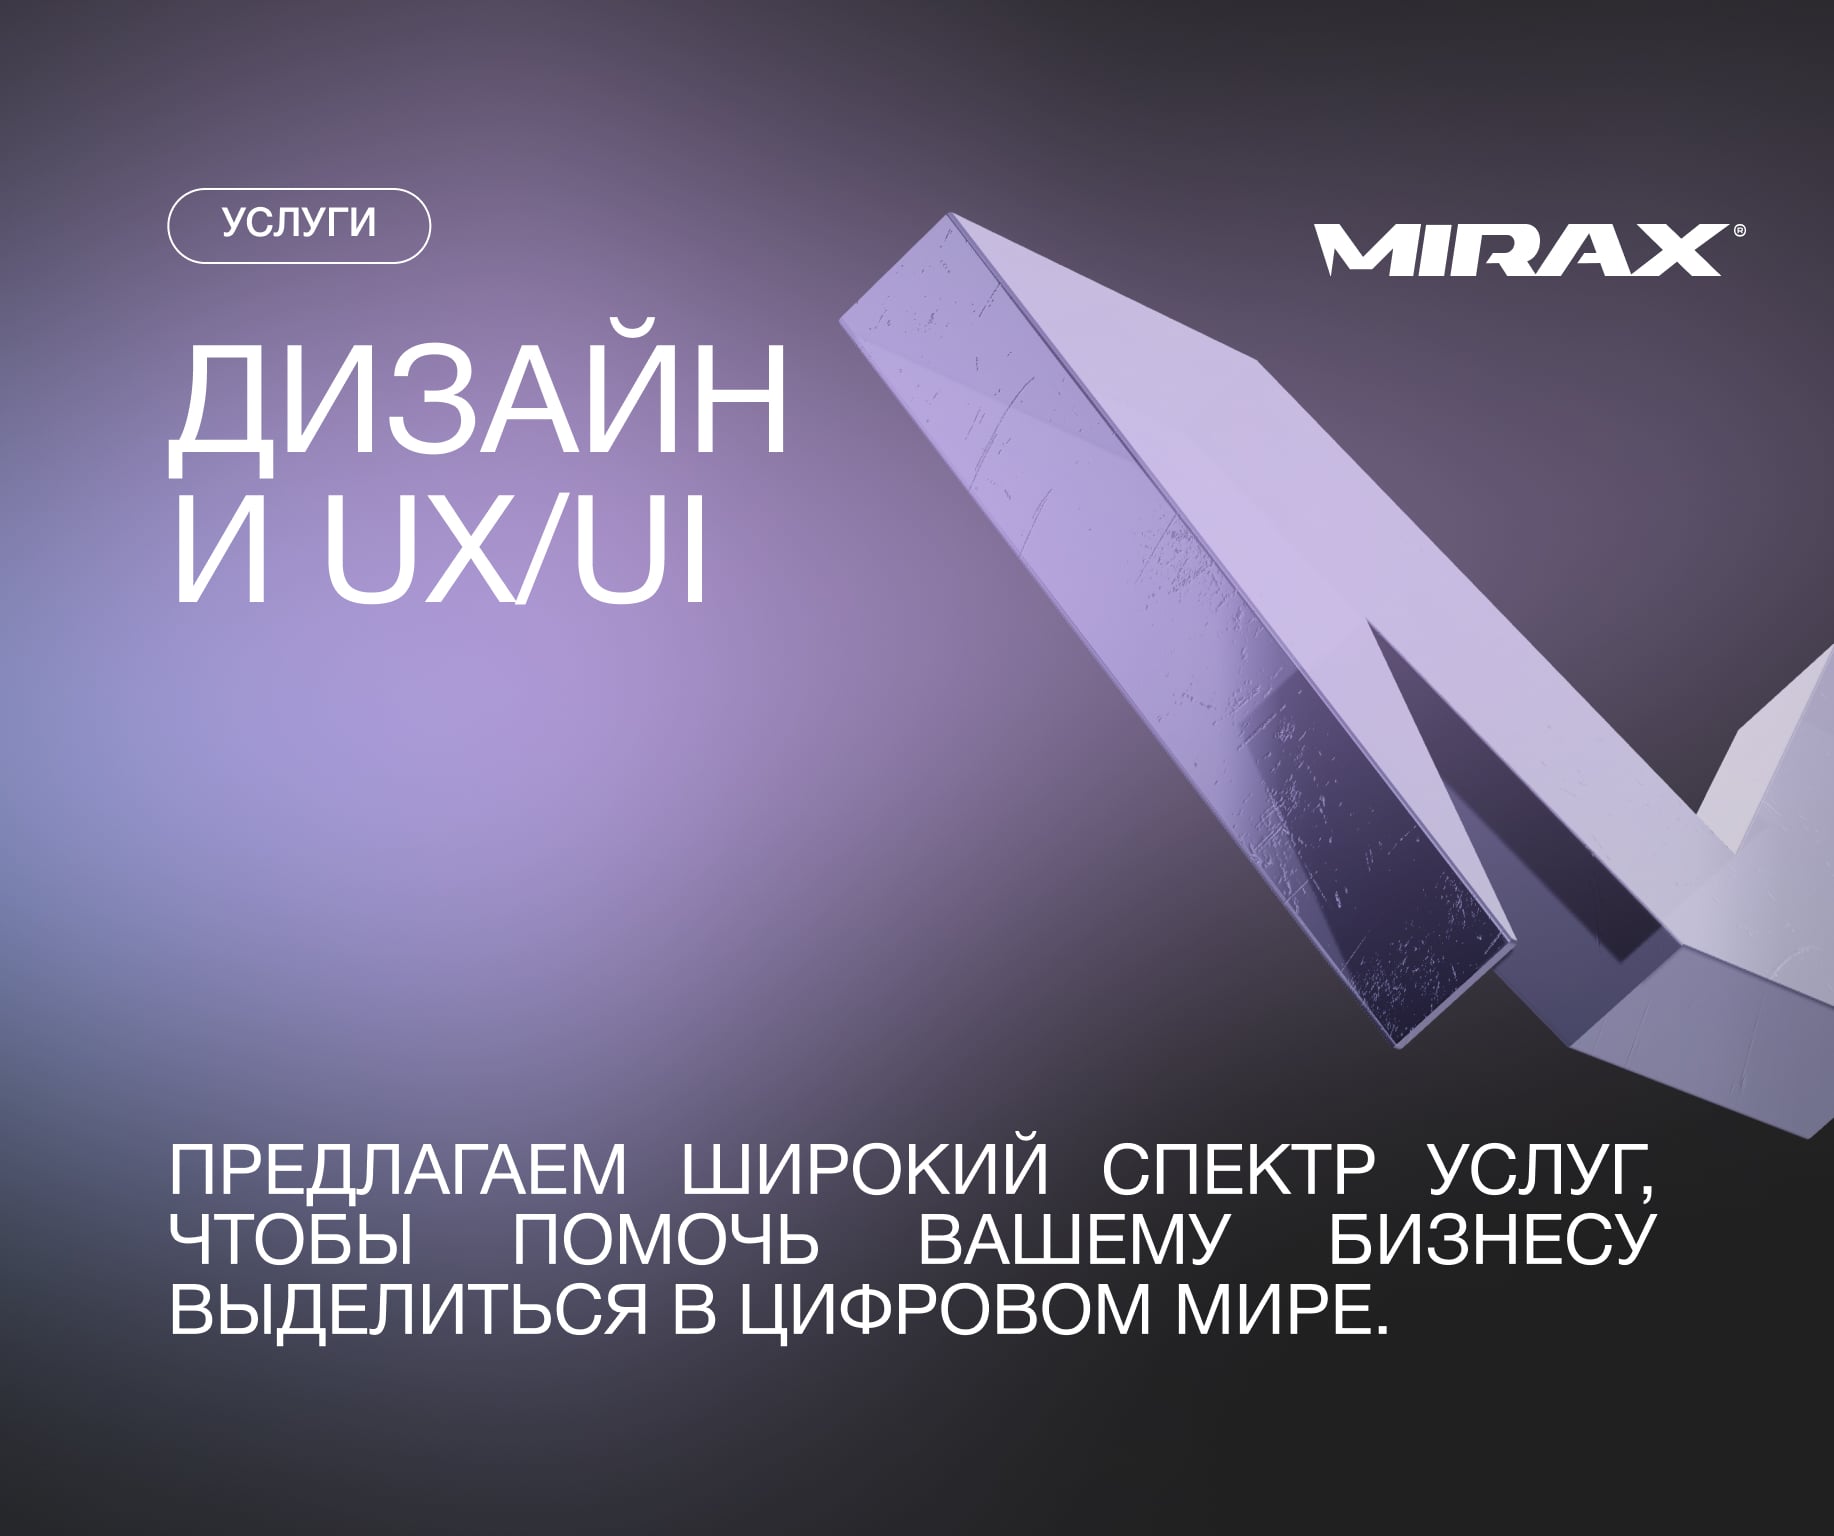 УСЛУГИ
MIRAX®
ДИЗАЙН
И UX/UI
ПРЕДЛАГАЕМ ШИРОКИЙ СПЕКТР УСЛУГ,
ЧТОБЫ ПОМОЧЬ ВАШЕМУ БИЗНЕСУ
ВЫДЕЛИТЬСЯ В ЦИФРОВОМ МИРЕ.